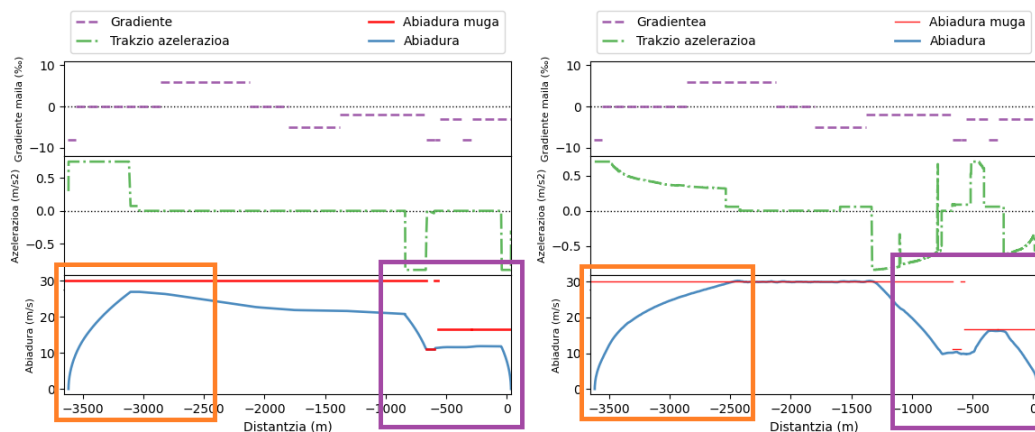 Gradiente
Trakzio azelerazioa
Abiadura muga
Abiadura
Gradientea
Trakzio azelerazioa
Abiadura muga
Abiadura
Gradiente maila (‰)
10
0
−10
Azelerazioa (m/s2)
0.5
0.0
−0.5
Abiadura (m/s)
30
20
10
0
−3500 −3000 −2500 −2000 −1500 −1000 −500 0
Distantzia (m)
Gradiente maila (‰)
10
0
−10
Azelerazioa (m/s2)
0.5
0.0
−0.5
Abiadura (m/s)
30
20
10
0
−3500 −3000 −2500 −2000 −1500 −1000 −500 0
Distantzia (m)